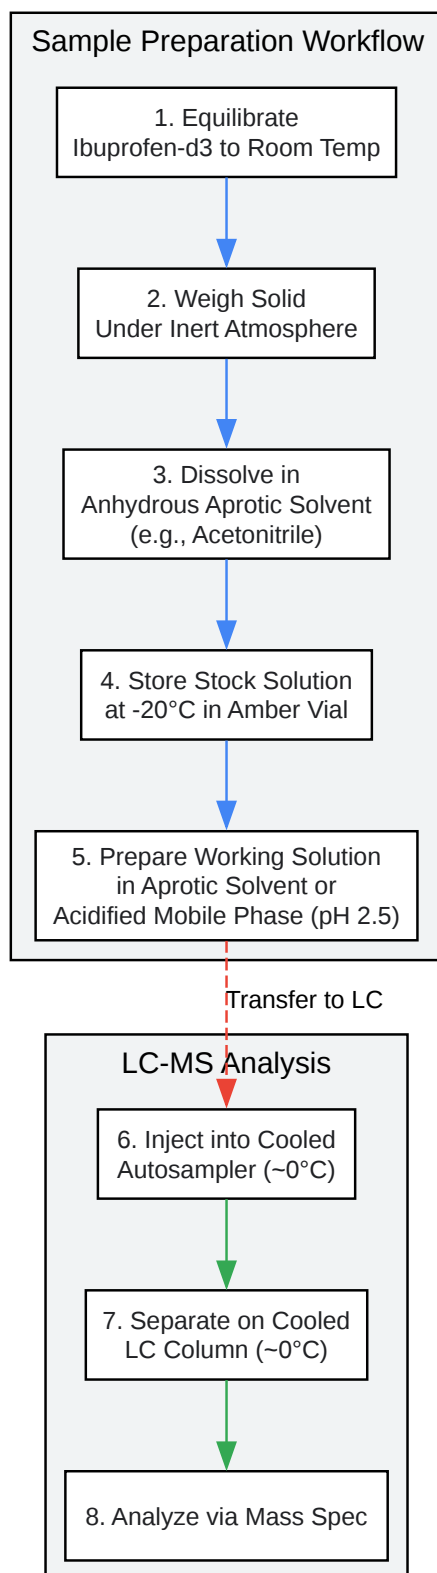 Sample Preparation Workflow
1. Equilibrate
Ibuprofen-d3 to Room Temp
2. Weigh Solid
Under Inert Atmosphere
3. Dissolve in
Anhydrous Aprotic Solvent
(e.g., Acetonitrile)
4. Store Stock Solution
at -20°C in Amber Vial
5. Prepare Working Solution
in Aprotic Solvent or
Acidified Mobile Phase (pH 2.5)
Transfer to LC
LC-MS Analysis
6. Inject into Cooled
Autosampler (~0°C)
7. Separate on Cooled
LC Column (~0°C)
8. Analyze via Mass Spec